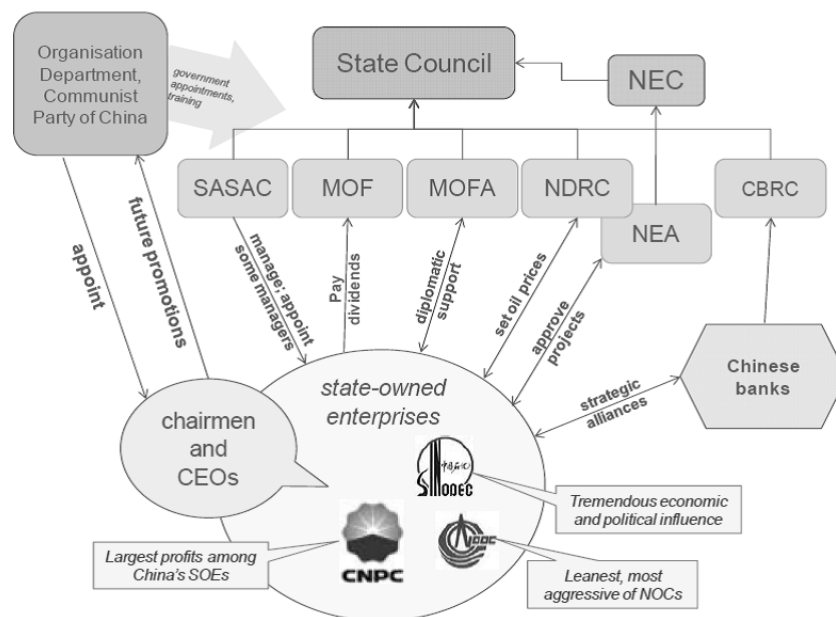 Organisation
Department,
Communist
Party of China
government
appointments,
training
State Council
NEC
SASAC
MOF
MOFA
NDRC
NEA
CBRC
appoint
future promotions
manage; appoint
some managers
Pay
dividends
diplomatic
support
set oil prices
approve
projects
strategic
alliances
Chinese
banks
state-owned
enterprises
chairmen
and
CEOs
SINOPEC
Tremendous economic
and political influence
CNPC
Largest profits among
China's SOEs
CNOOC
Leanest, most
aggressive of NOCs